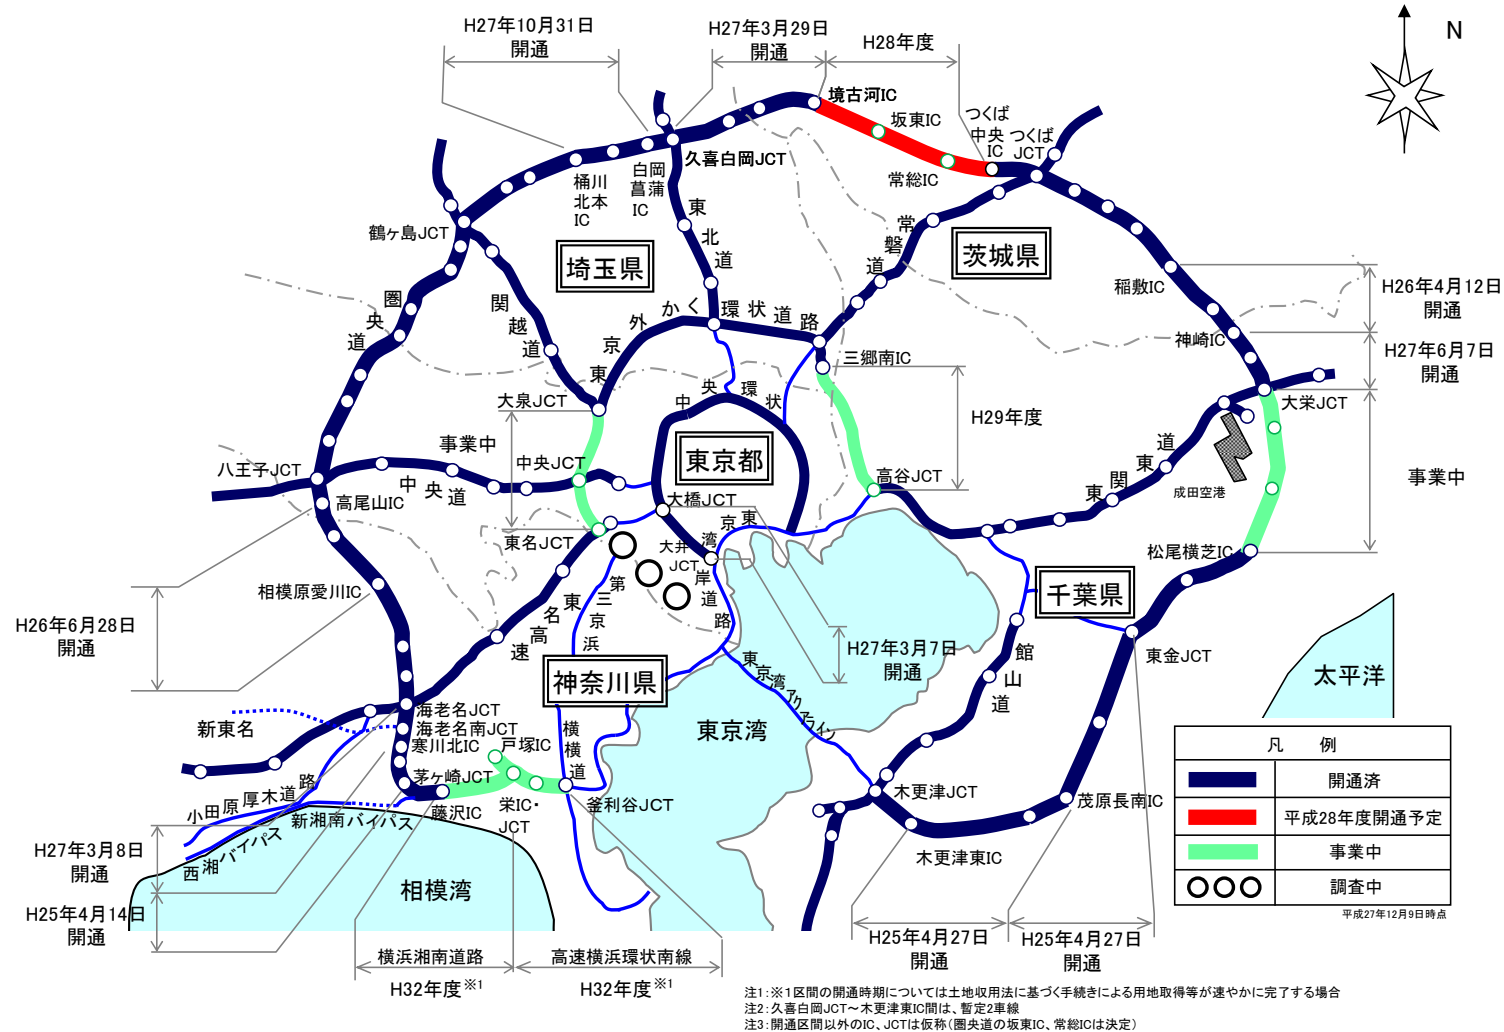 H27年10月31日
開通
H27年3月29日
開通
H28年度
N
境古河IC
坂東IC
常総IC
つくば
中央
IC
つくば
JCT
久喜白岡JCT
白岡
菖蒲
IC
桶川
北本
IC
鶴ヶ島JCT
埼玉県
茨城県
東北道
常磐道
関越道
圏央道
東京外かく環状道路
稲敷IC
H26年4月12日
開通
神崎IC
H27年6月7日
開通
三郷南IC
大泉JCT
中央環状
H29年度
大栄JCT
事業中
中央JCT
八王子JCT
中央道
東京都
高谷JCT
東関東道
成田空港
事業中
高尾山IC
大橋JCT
東名JCT
大井
JCT
東京湾岸道路
松尾横芝IC
相模原愛川IC
第三京浜
東名高速
千葉県
H26年6月28日
開通
H27年3月7日
開通
東金JCT
館山道
太平洋
神奈川県
東京湾アクアライン
海老名JCT
新東名
海老名南JCT
寒川北IC
戸塚IC
横横道
東京湾
凡 例
開通済
平成28年度開通予定
事業中
調査中
平成27年12月9日時点
茅ヶ崎JCT
藤沢IC
栄IC・
JCT
釜利谷JCT
木更津JCT
茂原長南IC
木更津東IC
小田原厚木道路
新湘南バイパス
西湘バイパス
H27年3月8日
開通
相模湾
H25年4月14日
開通
H25年4月27日
開通
H25年4月27日
開通
横浜湘南道路
高速横浜環状南線
H32年度※1
H32年度※1
注1:※1区間の開通時期については土地収用法に基づく手続きによる用地取得等が速やかに完了する場合
注2:久喜白岡JCT～木更津東IC間は、暫定2車線
注3:開通区間以外のIC、JCTは仮称(圏央道の坂東IC、常総ICは決定)